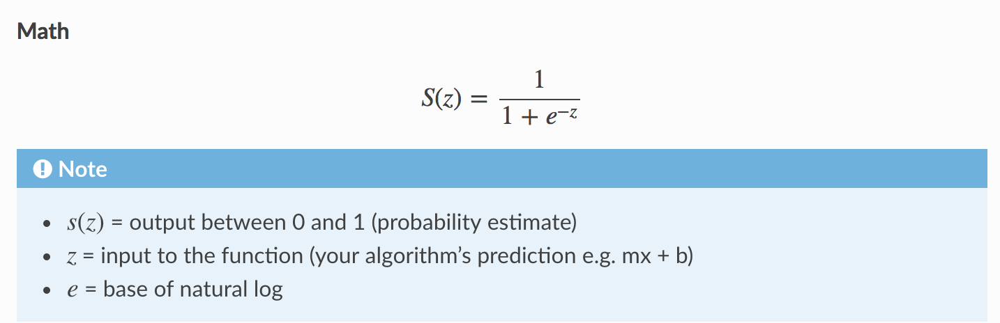 Math
S(z) = \frac{1}{1 + e^{-z}}
Note
• s(z) = output between 0 and 1 (probability estimate)
• z = input to the function (your algorithm’s prediction e.g. mx + b)
• e = base of natural log